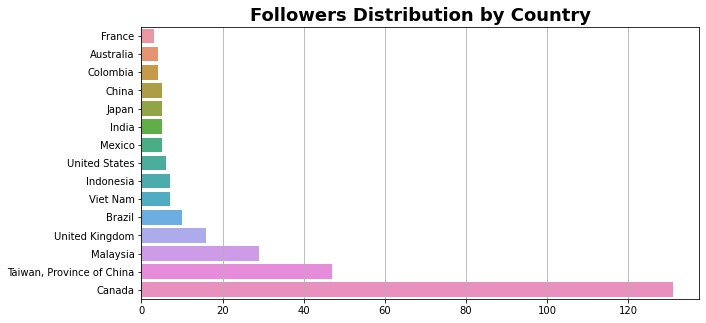 Followers Distribution by Country
France
Australia
Colombia
China
Japan
India
Mexico
United States
Indonesia
Viet Nam
Brazil
United Kingdom
Malaysia
Taiwan, Province of China
Canada
0 20 40 60 80 100 120